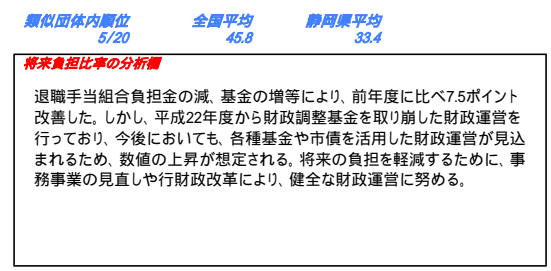 類似団体内順位 全国平均 静岡県平均
5/20 45.8 33.4
将来負担比率の分析欄
退職手当組合負担金の減、基金の増等により、前年度に比べ7.5ポイント
改善した。しかし、平成22年度から財政調整基金を取り崩した財政運営を
行っており、今後においても、各種基金や市債を活用した財政運営が見込
まれるため、数値の上昇が想定される。将来の負担を軽減するために、事
務事業の見直しや行財政改革により、健全な財政運営に努める。